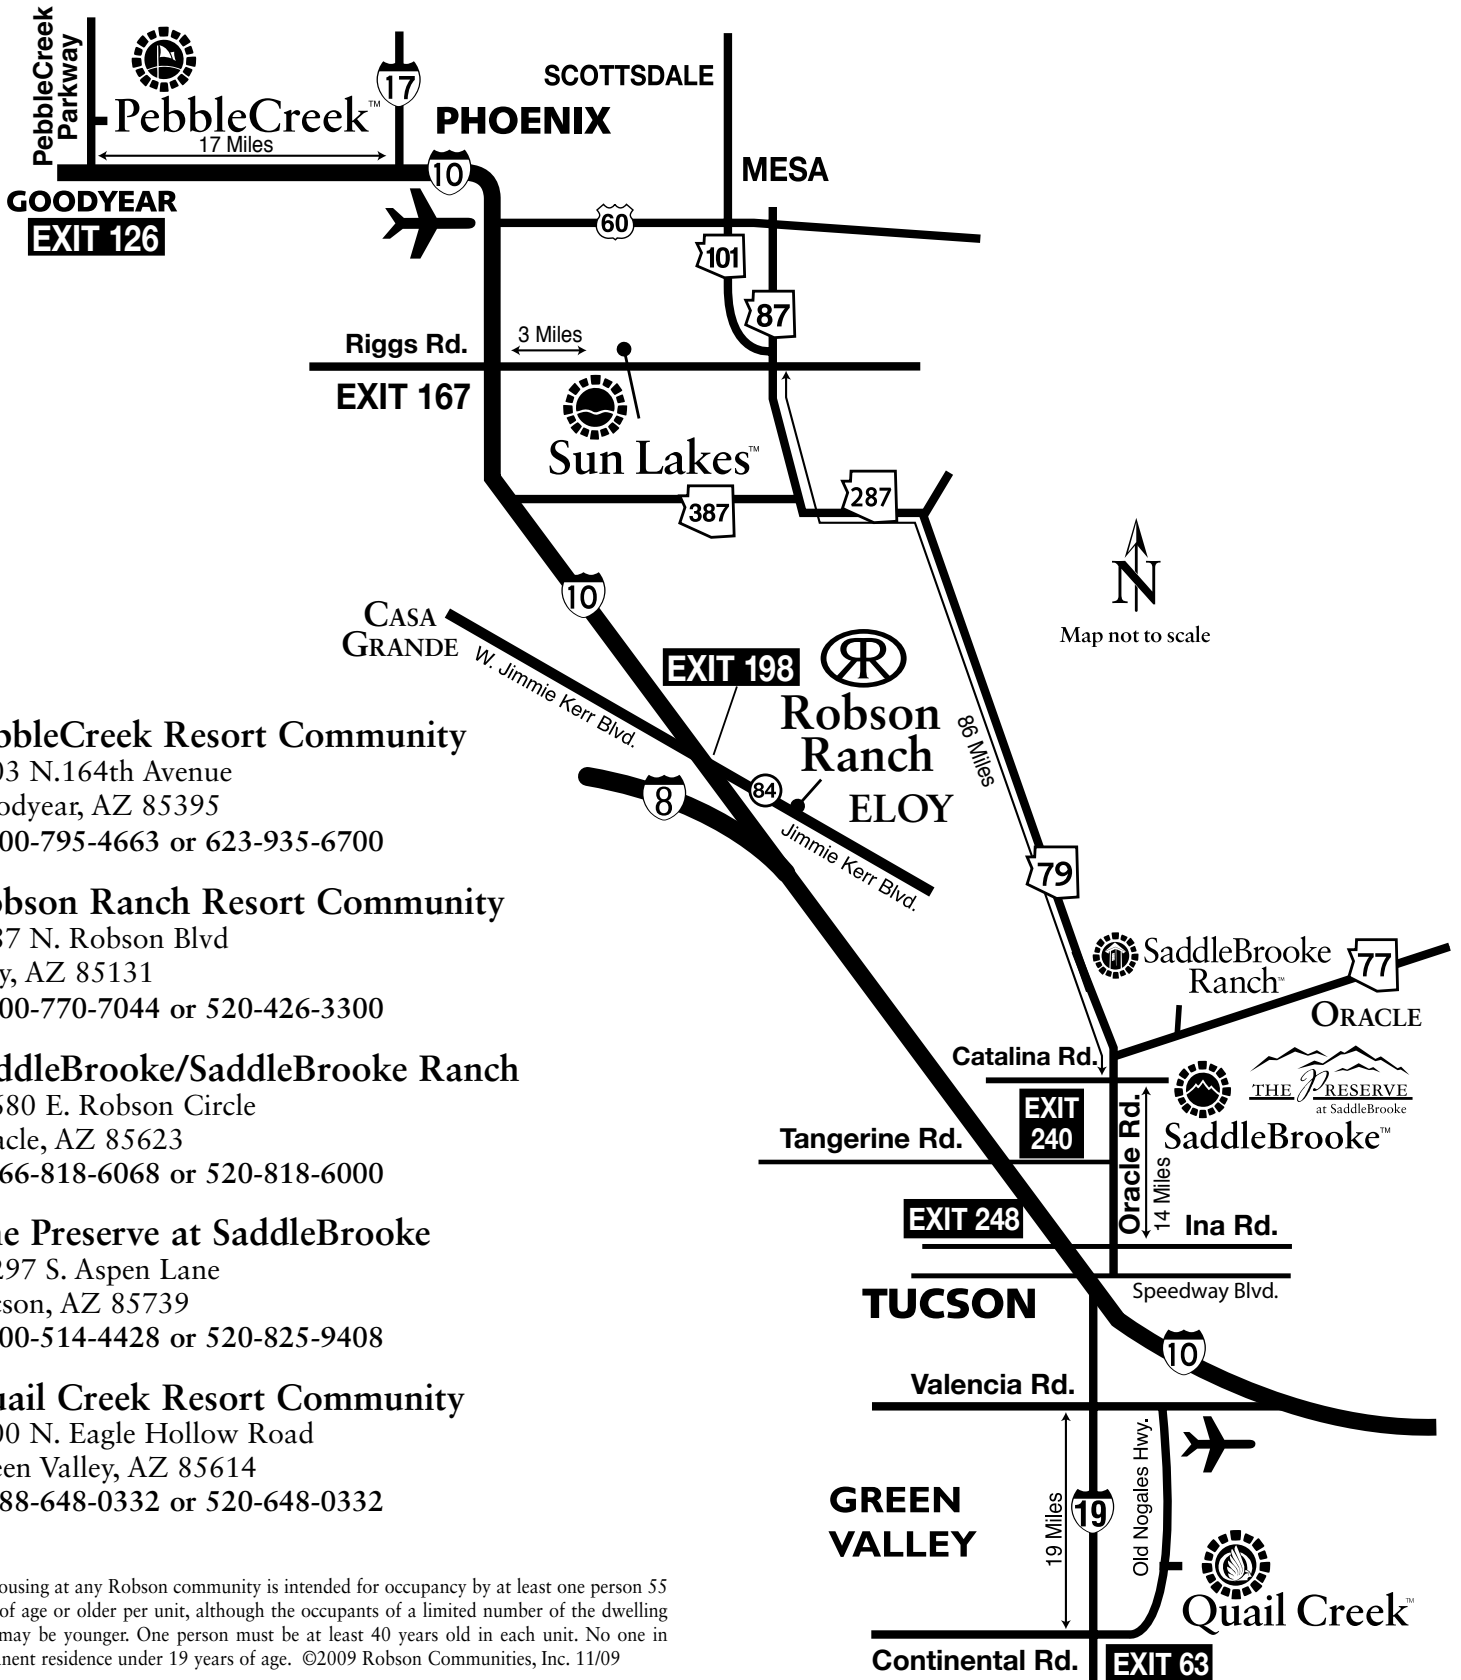 PebbleCreek
Parkway
PebbleCreek™
17 Miles
17
PHOENIX
SCOTTSDALE
MESA
10
GOODYEAR
EXIT 126
60
101
87
Riggs Rd.
3 Miles
EXIT 167
Sun Lakes™
387
287
10
N
Map not to scale
CASA
GRANDE
W. Jimmie Kerr Blvd.
EXIT 198
RR
Robson
Ranch
ELOY
84
8
Jimmie Kerr Blvd.
86 Miles
79
SaddleBrooke
Ranch™
77
ORACLE
Catalina Rd.
THE PRESERVE
at SaddleBrooke
SaddleBrooke™
EXIT
240
Tangerine Rd.
Oracle Rd.
14 Miles
EXIT 248
Ina Rd.
TUCSON
Speedway Blvd.
10
Valencia Rd.
GREEN
VALLEY
19 Miles
19
Old Nogales Hwy.
Quail Creek™
Continental Rd.
EXIT 63
bbleCreek Resort Community
03 N.164th Avenue
odyear, AZ 85395
00-795-4663 or 623-935-6700
bson Ranch Resort Community
87 N. Robson Blvd
y, AZ 85131
00-770-7044 or 520-426-3300
ddleBrooke/SaddleBrooke Ranch
680 E. Robson Circle
acle, AZ 85623
66-818-6068 or 520-818-6000
e Preserve at SaddleBrooke
297 S. Aspen Lane
cson, AZ 85739
00-514-4428 or 520-825-9408
uail Creek Resort Community
00 N. Eagle Hollow Road
een Valley, AZ 85614
88-648-0332 or 520-648-0332
ousing at any Robson community is intended for occupancy by at least one person 55
of age or older per unit, although the occupants of a limited number of the dwelling
may be younger. One person must be at least 40 years old in each unit. No one in
nent residence under 19 years of age. ©2009 Robson Communities, Inc. 11/09